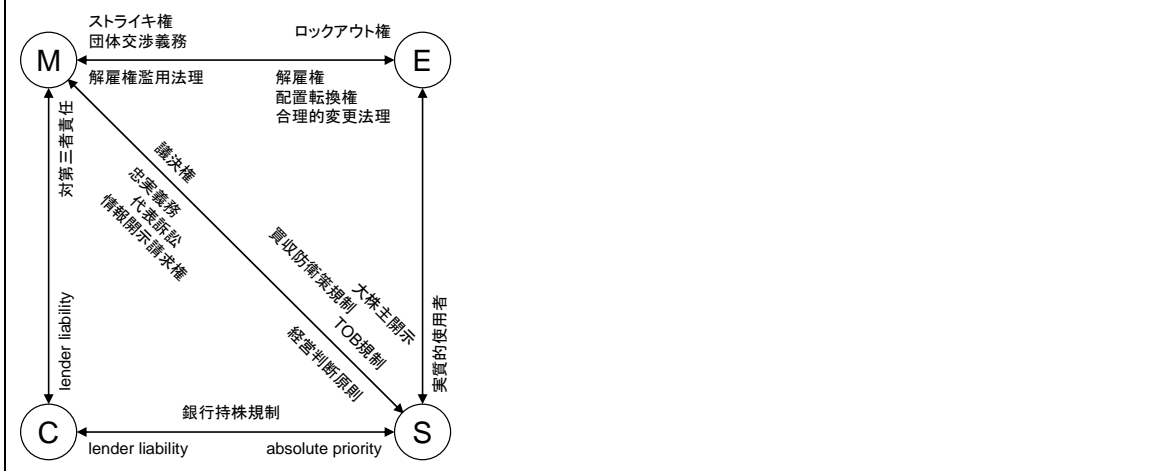 ストライキ権
団体交渉義務
ロックアウト権
M
E
解雇権濫用法理
解雇権
配置転換権
合理的変更法理
対第三者責任
議決権
忠実義務
代表訴訟
情報開示請求権
買収防衛策規制
大株主開示
TOB規制
経営判断原則
実質的使用者
lender liability
銀行持株規制
C
S
lender liability
absolute priority